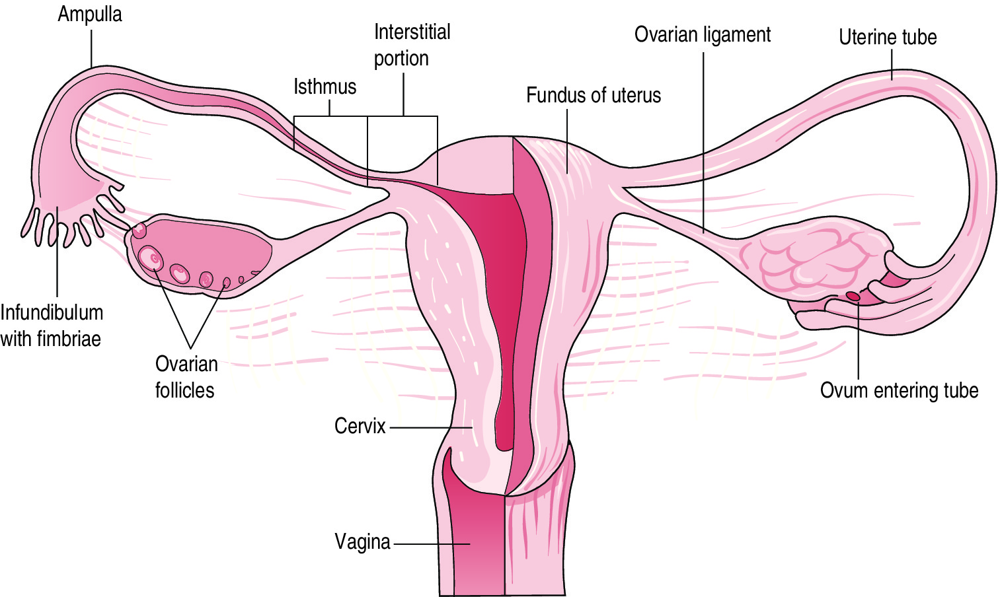 Ampulla
Interstitial
portion
Isthmus
Ovarian ligament
Uterine tube
Fundus of uterus
Infundibulum
with fimbriae
Ovarian
follicles
Ovum entering tube
Cervix
Vagina